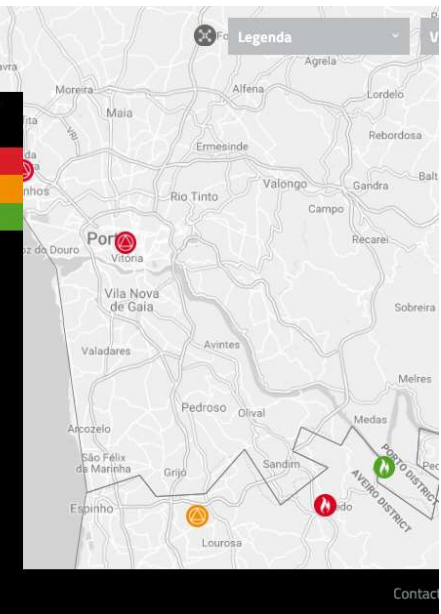 Legenda
Agrela
Alfena
Lordelo
Moreira
Maia
VRI
Rebordosa
Ermesinde
Valongo
Gandra
Rio Tinto
Campo
Vitória
Recarei
Vila Nova
de Gaia
Sobreira
Avintes
Valadares
Melres
Pedroso
Olival
Medas
Arcozelo
São Félix
da Marinha
Grijó
Sandim
PORTO DISTRICT
AVEIRO DISTRICT
Espinho
Lourosa
Contact